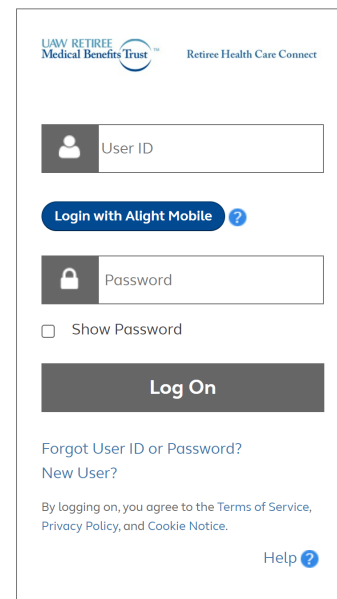 UAW RETIREE
Medical Benefits Trust™
Retiree Health Care Connect
User ID
Login with Alight Mobile ?
Password
Show Password
Log On
Forgot User ID or Password?
New User?
By logging on, you agree to the Terms of Service,
Privacy Policy, and Cookie Notice.
Help ?